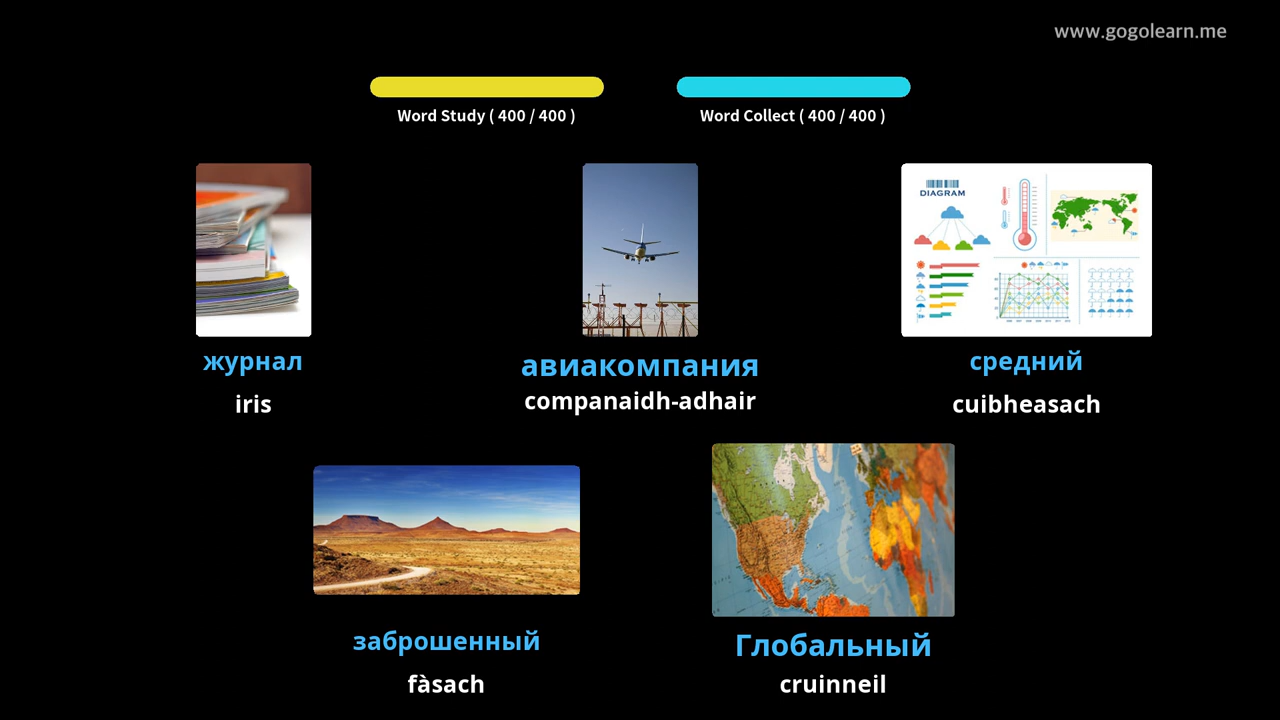 www.gogolearn.me
Word Study ( 400 / 400 )
Word Collect ( 400 / 400 )
DIAGRAM
журнал
iris
авиакомпания
companaidh-adhair
средний
cuibheasach
заброшенный
fàsach
Глобальный
cruinneil